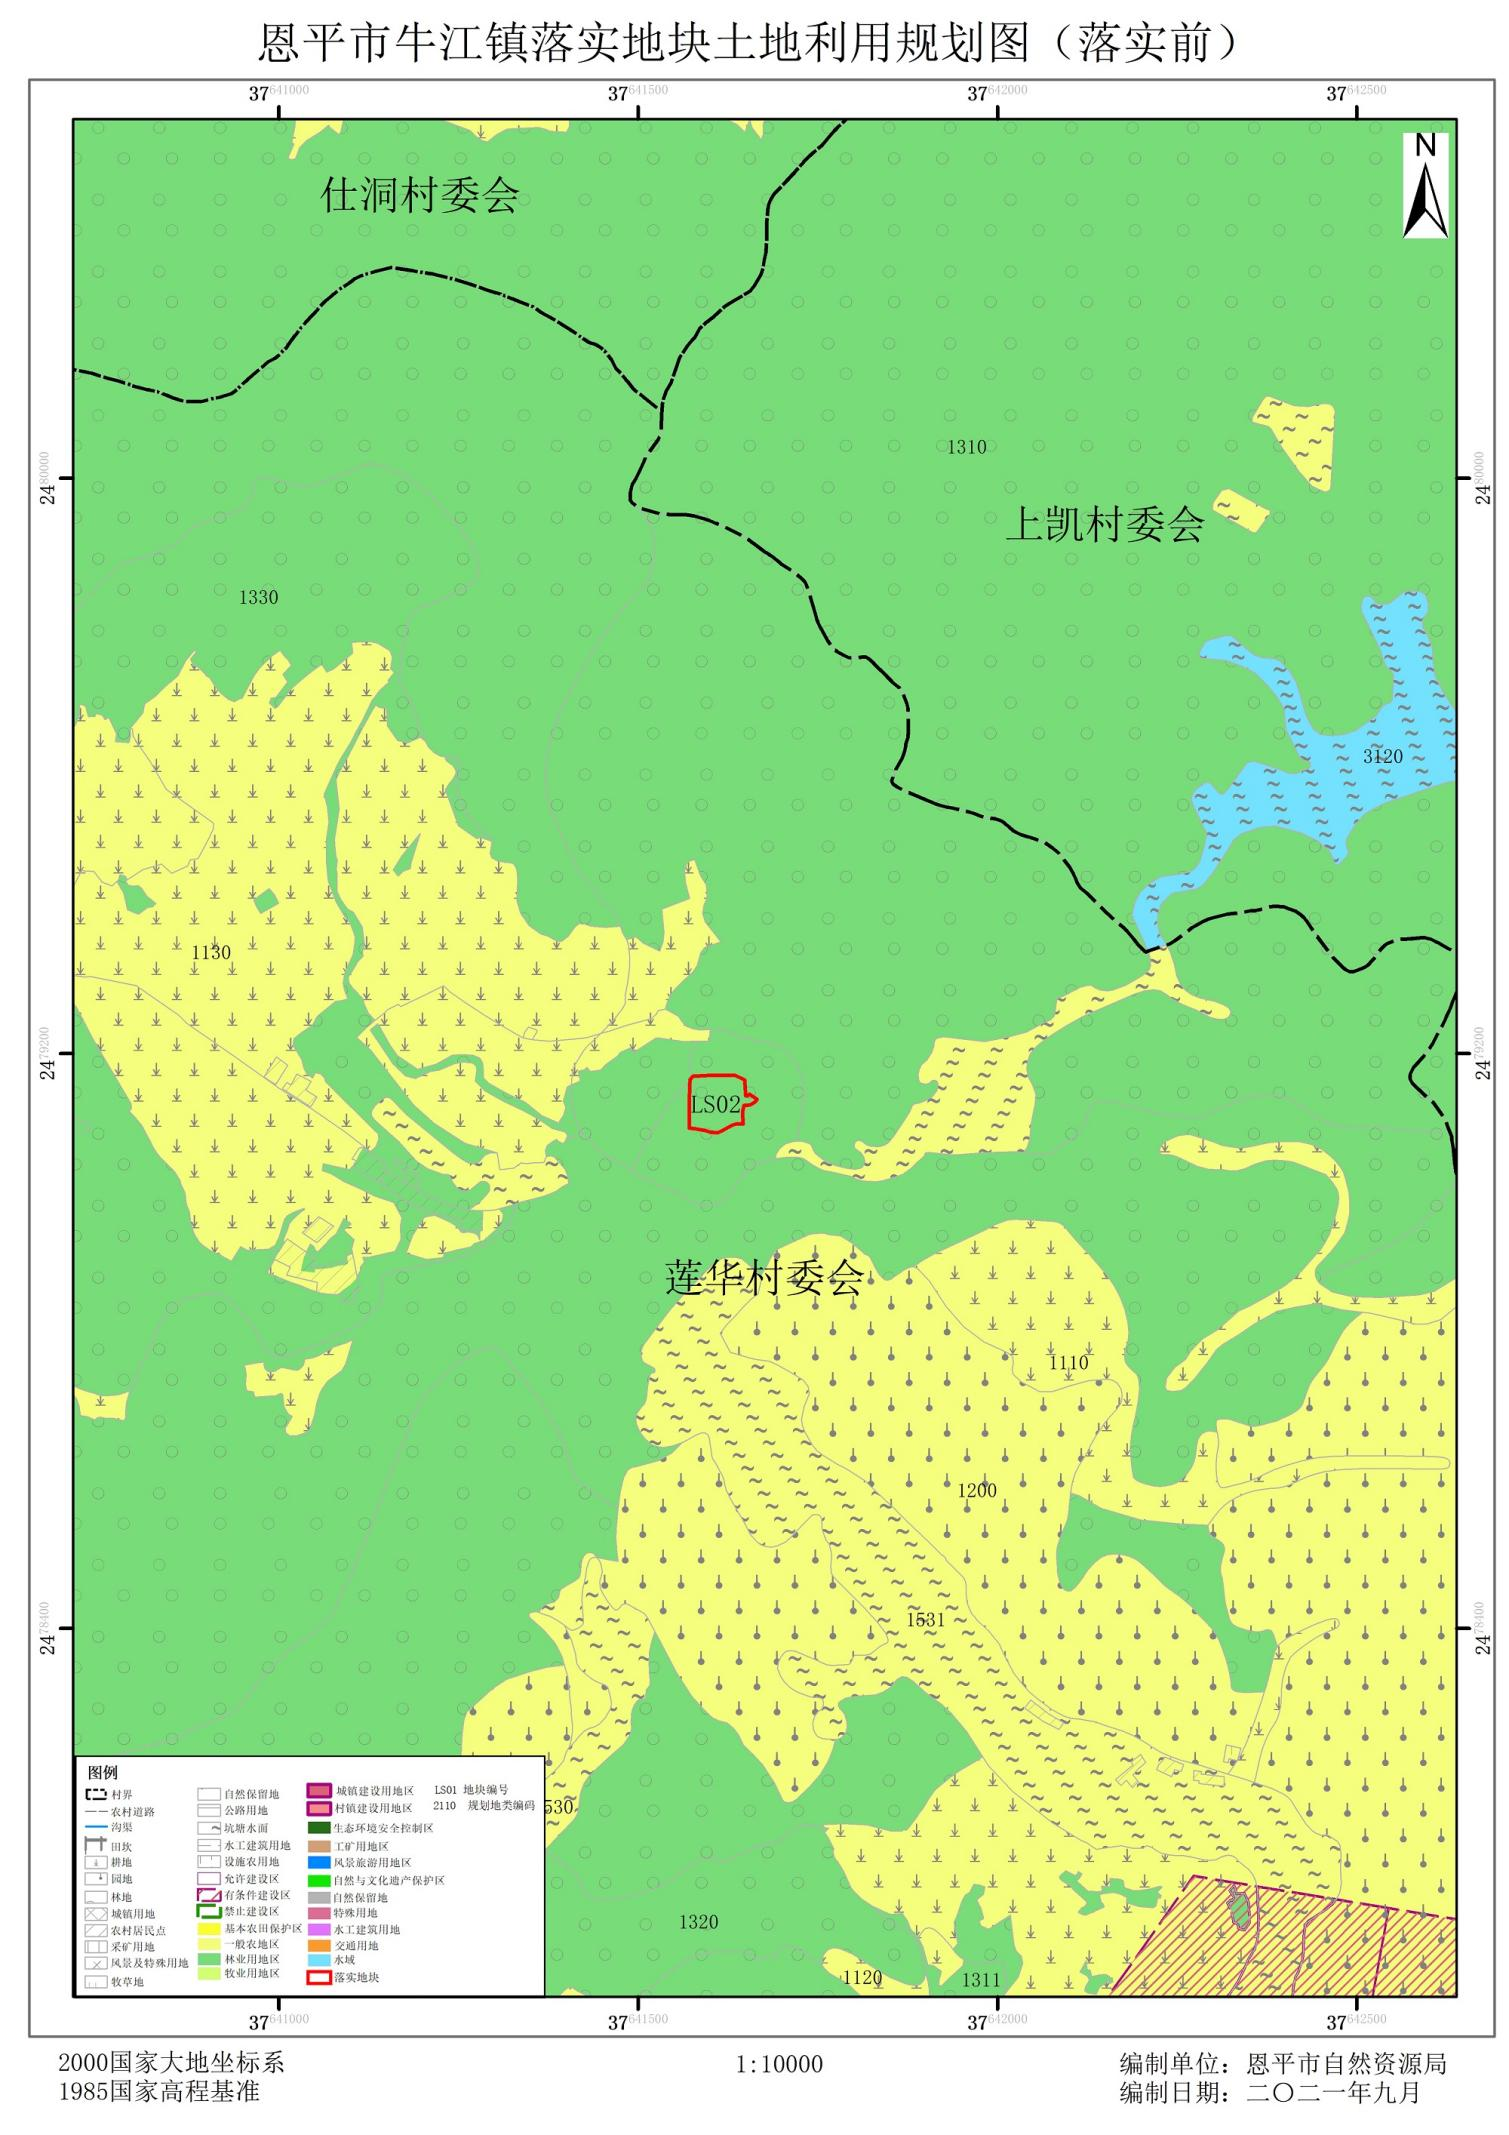 恩平市牛江镇落实地块土地利用规划图（落实前）
37641000 37641500 37642000 37642500
N
仕洞村委会
1310
2480000 2480000
上凯村委会
1330
3120
1130
2479200 2479200
LS02
莲华村委会
1110
1200
1531
2478400 2478400
530
1320
1120
1311
图例
村界
农村道路
沟渠
田坎
耕地
园地
林地
城镇用地
农村居民点
采矿用地
风景及特殊用地
牧草地
自然保留地
公路用地
坑塘水面
水工建筑用地
设施农用地
允许建设区
有条件建设区
禁止建设区
基本农田保护区
一般农地区
林业用地区
牧业用地区
城镇建设用地区
村镇建设用地区
生态环境安全控制区
工矿用地区
风景旅游用地区
自然与文化遗产保护区
自然保留地
特殊用地
水工建筑用地
交通用地
水域
落实地块
LS01 地块编号
2110 规划地类编码
37641000 37641500 37642000 37642500
2000国家大地坐标系
1985国家高程基准
1:10000
编制单位：恩平市自然资源局
编制日期：二〇二一年九月